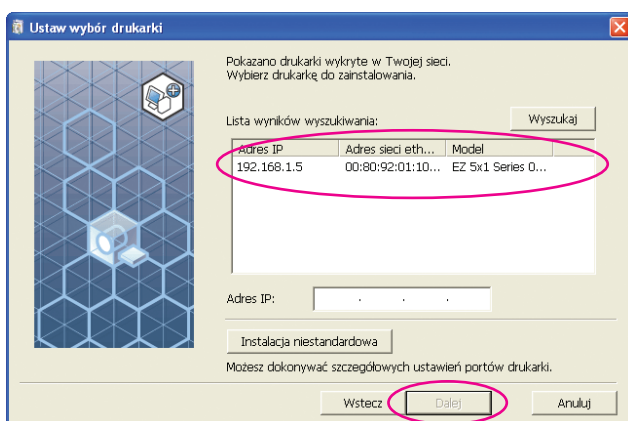 Ustaw wybór drukarki
Pokazano drukarki wykryte w Twojej sieci.
Wybierz drukarkę do zainstalowania.
Lista wyników wyszukiwania:
Wyszukaj
Adres IP Adres sieci eth... Model
192.168.1.5 00:80:92:01:10... EZ 5x1 Series 0...
Adres IP: . . .
Instalacja niestandardowa
Możesz dokonywać szczegółowych ustawień portów drukarki.
Wstecz Dalej Anuluj